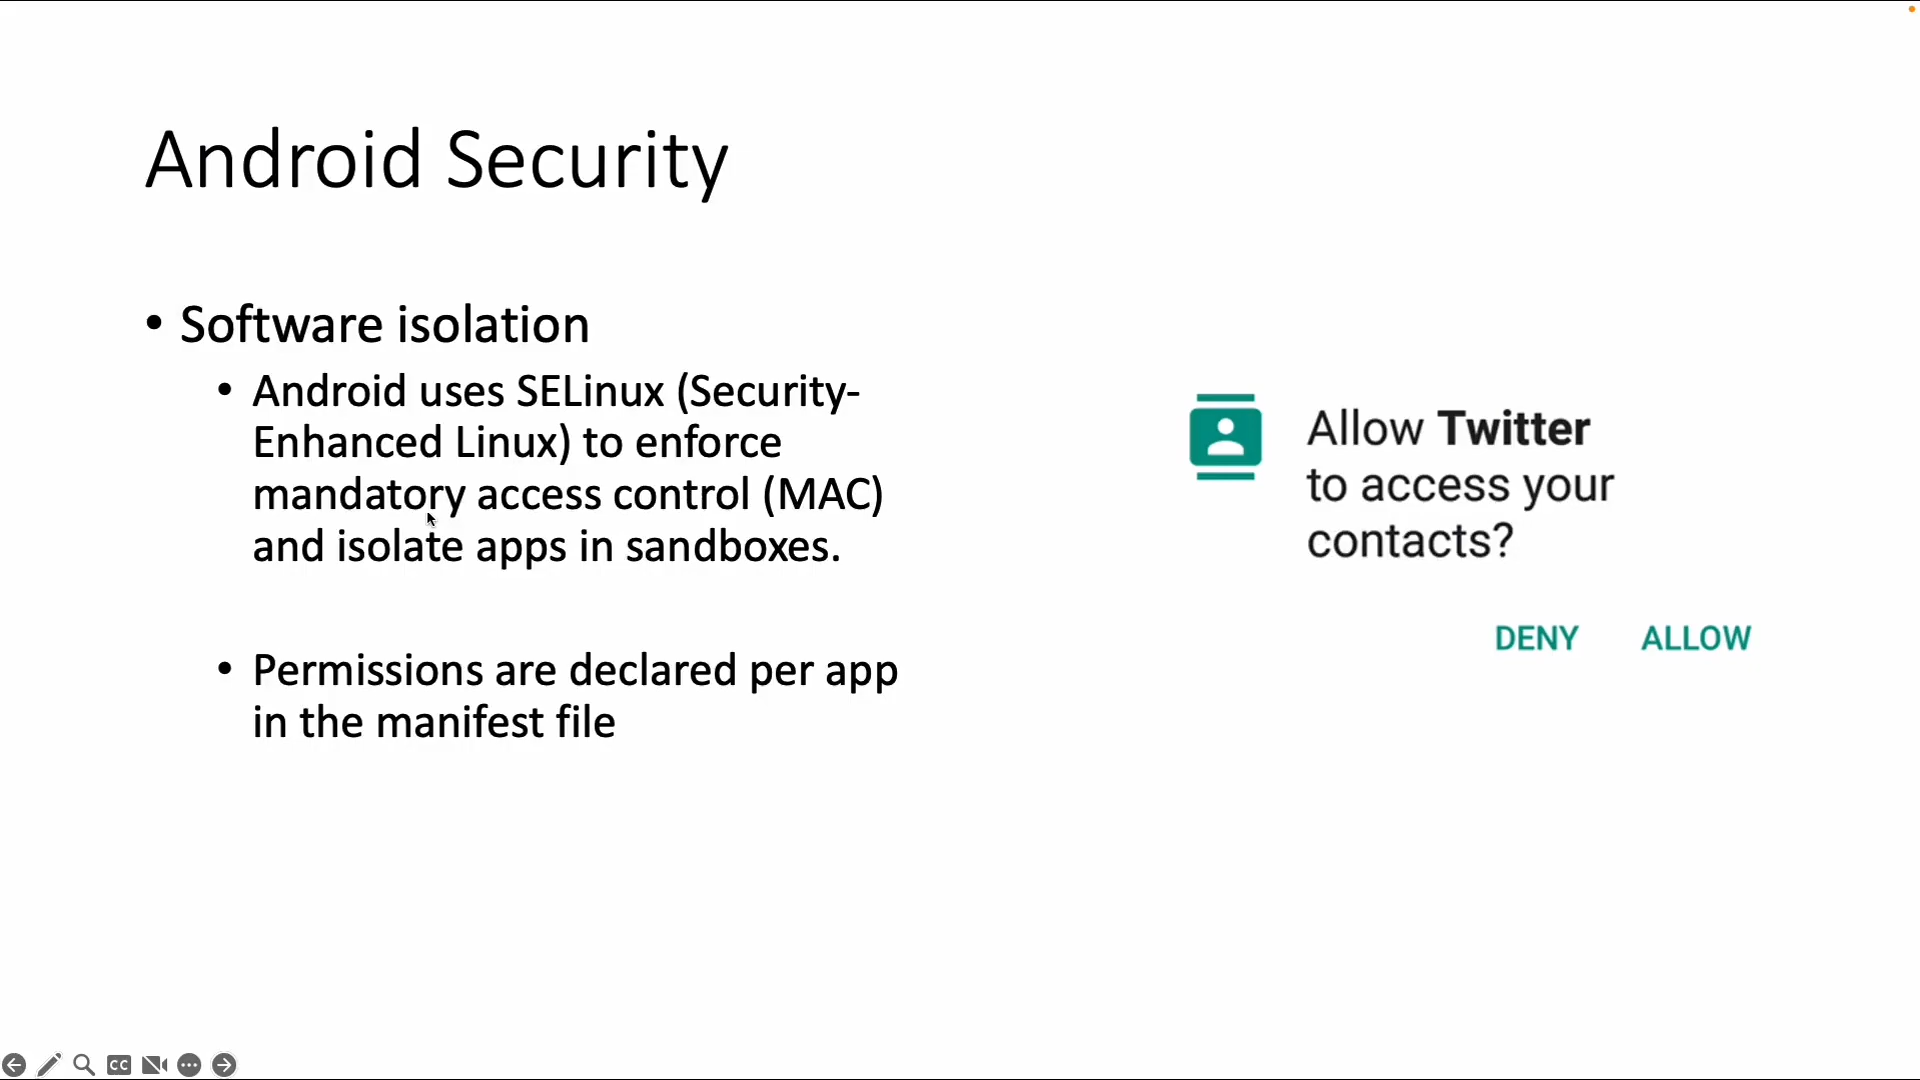 Android Security
• Software isolation
• Android uses SELinux (Security-
Enhanced Linux) to enforce
mandatory access control (MAC)
and isolate apps in sandboxes.
• Permissions are declared per app
in the manifest file
Allow Twitter
to access your
contacts?
DENY ALLOW
CC